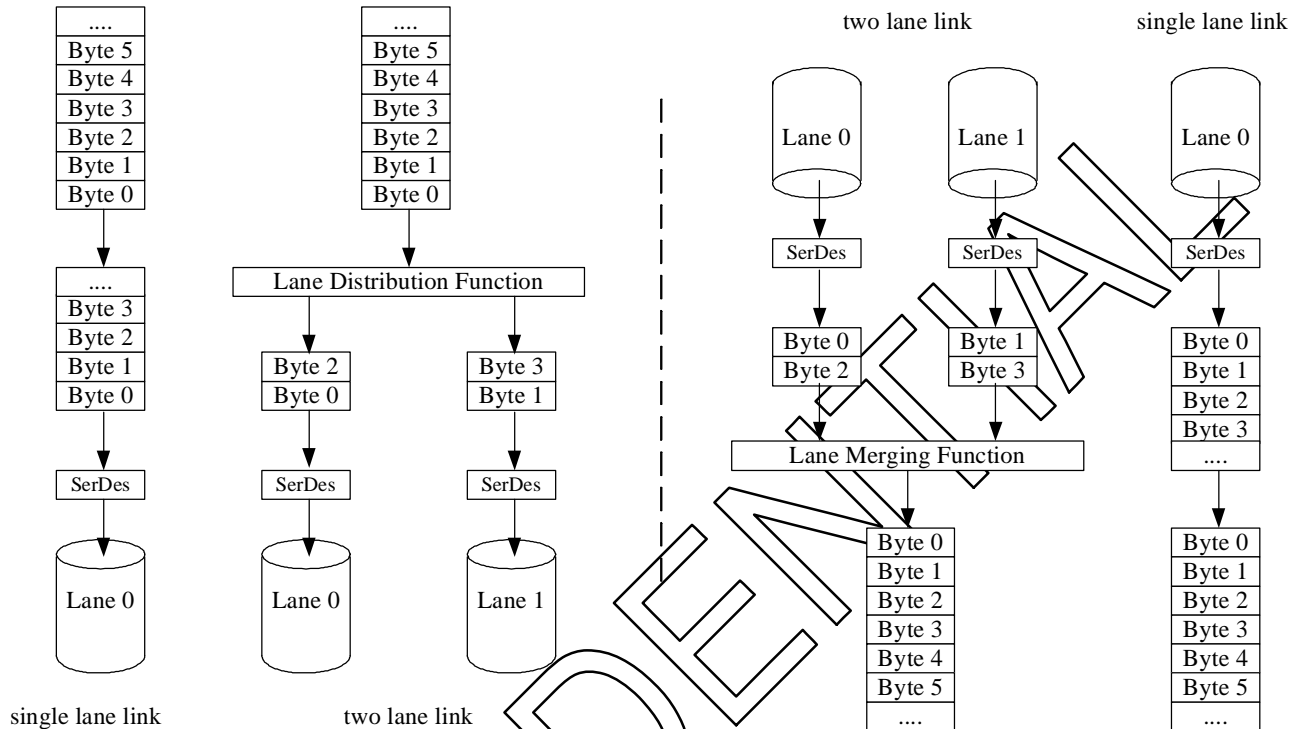 ....
Byte 5
Byte 4
Byte 3
Byte 2
Byte 1
Byte 0
....
Byte 3
Byte 2
Byte 1
Byte 0
SerDes
Lane 0
single lane link
....
Byte 5
Byte 4
Byte 3
Byte 2
Byte 1
Byte 0
Lane Distribution Function
Byte 2
Byte 0
SerDes
Lane 0
Byte 3
Byte 1
SerDes
Lane 1
two lane link
two lane link
Lane 0
SerDes
Byte 0
Byte 2
Lane 1
SerDes
Byte 1
Byte 3
Lane Merging Function
Byte 0
Byte 1
Byte 2
Byte 3
Byte 4
Byte 5
....
single lane link
Lane 0
SerDes
Byte 0
Byte 1
Byte 2
Byte 3
....
Byte 0
Byte 1
Byte 2
Byte 3
Byte 4
Byte 5
....
DENTIAL